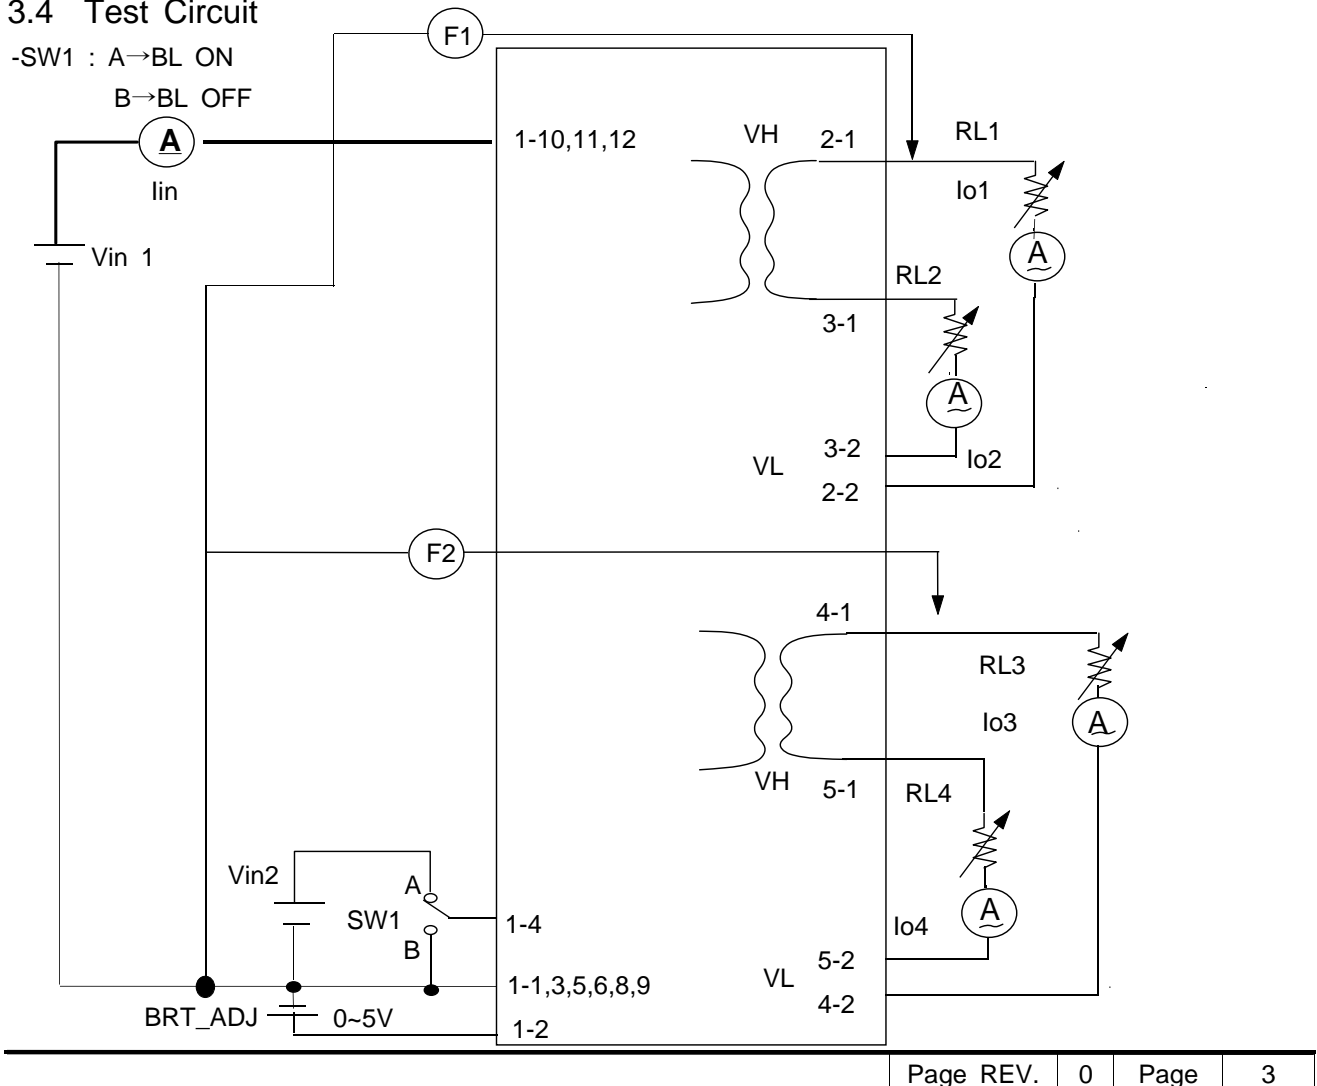 3.4 Test Circuit
F1
-SW1 : A→BL ON
B→BL OFF
A
Iin
Vin 1
1-10,11,12
VH
2-1
RL1
Io1
A
RL2
3-1
A
3-2
Io2
VL
2-2
F2
4-1
RL3
Io3
A
VH
5-1
RL4
Vin2
A
SW1
B
1-4
A
Io4
5-2
VL
4-2
1-1,3,5,6,8,9
BRT_ADJ
0~5V
1-2
Page REV. 0 Page 3